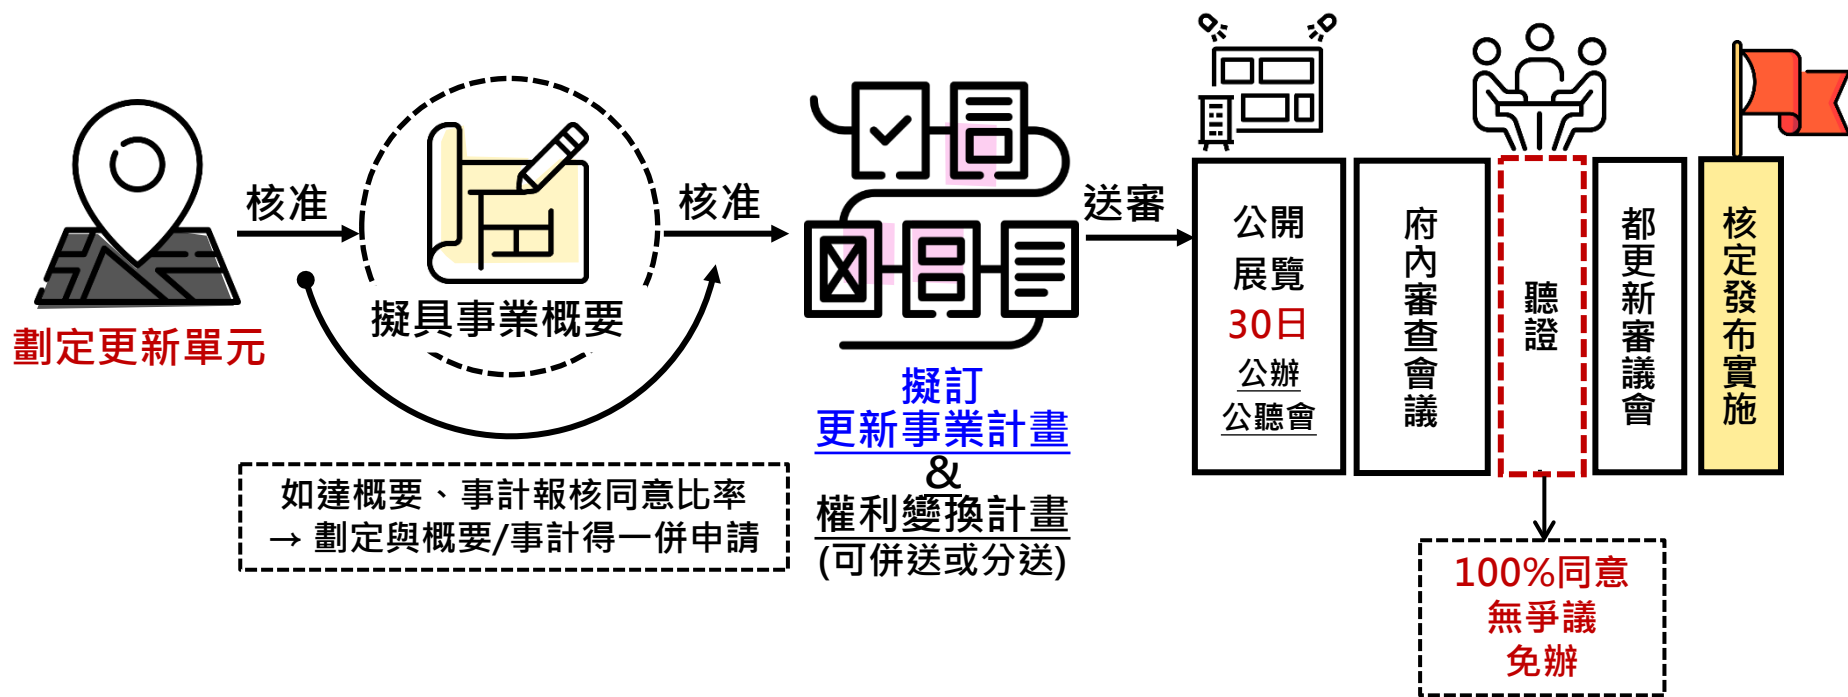 劃定更新單元
核准
擬具事業概要
核准
如達概要、事計報核同意比率
→ 劃定與概要/事計得一併申請
擬訂
更新事業計畫
&
權利變換計畫
(可併送或分送)
送審
公開
展覽
30日
公辦
公聽會
府內審查會議
聽證
都更新審議會
核定發布實施
100%同意
無爭議
免辦